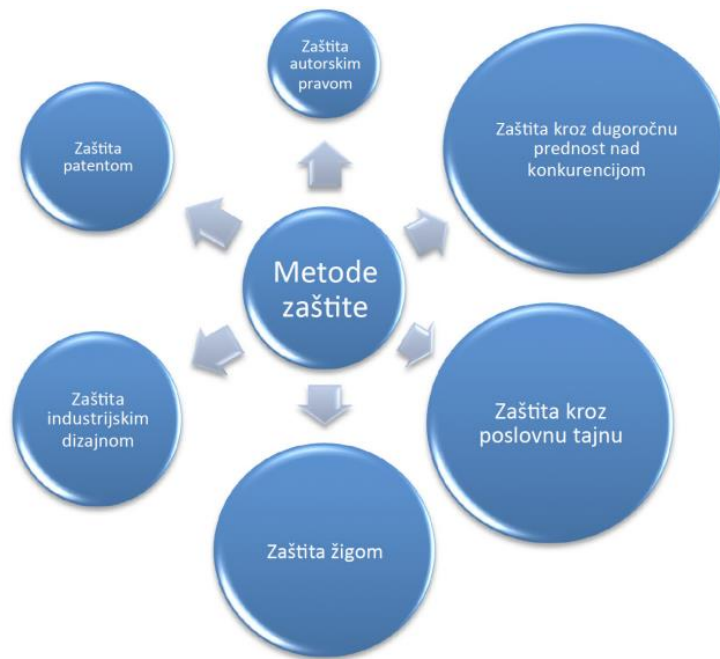 Zaštita
autorskim
pravom
Zaštita kroz dugoročnu
prednost nad
konkurencijom
Zaštita
patentom
Metode
zaštite
Zaštita
industrijskim
dizajnom
Zaštita kroz
poslovnu tajnu
Zaštita žigom